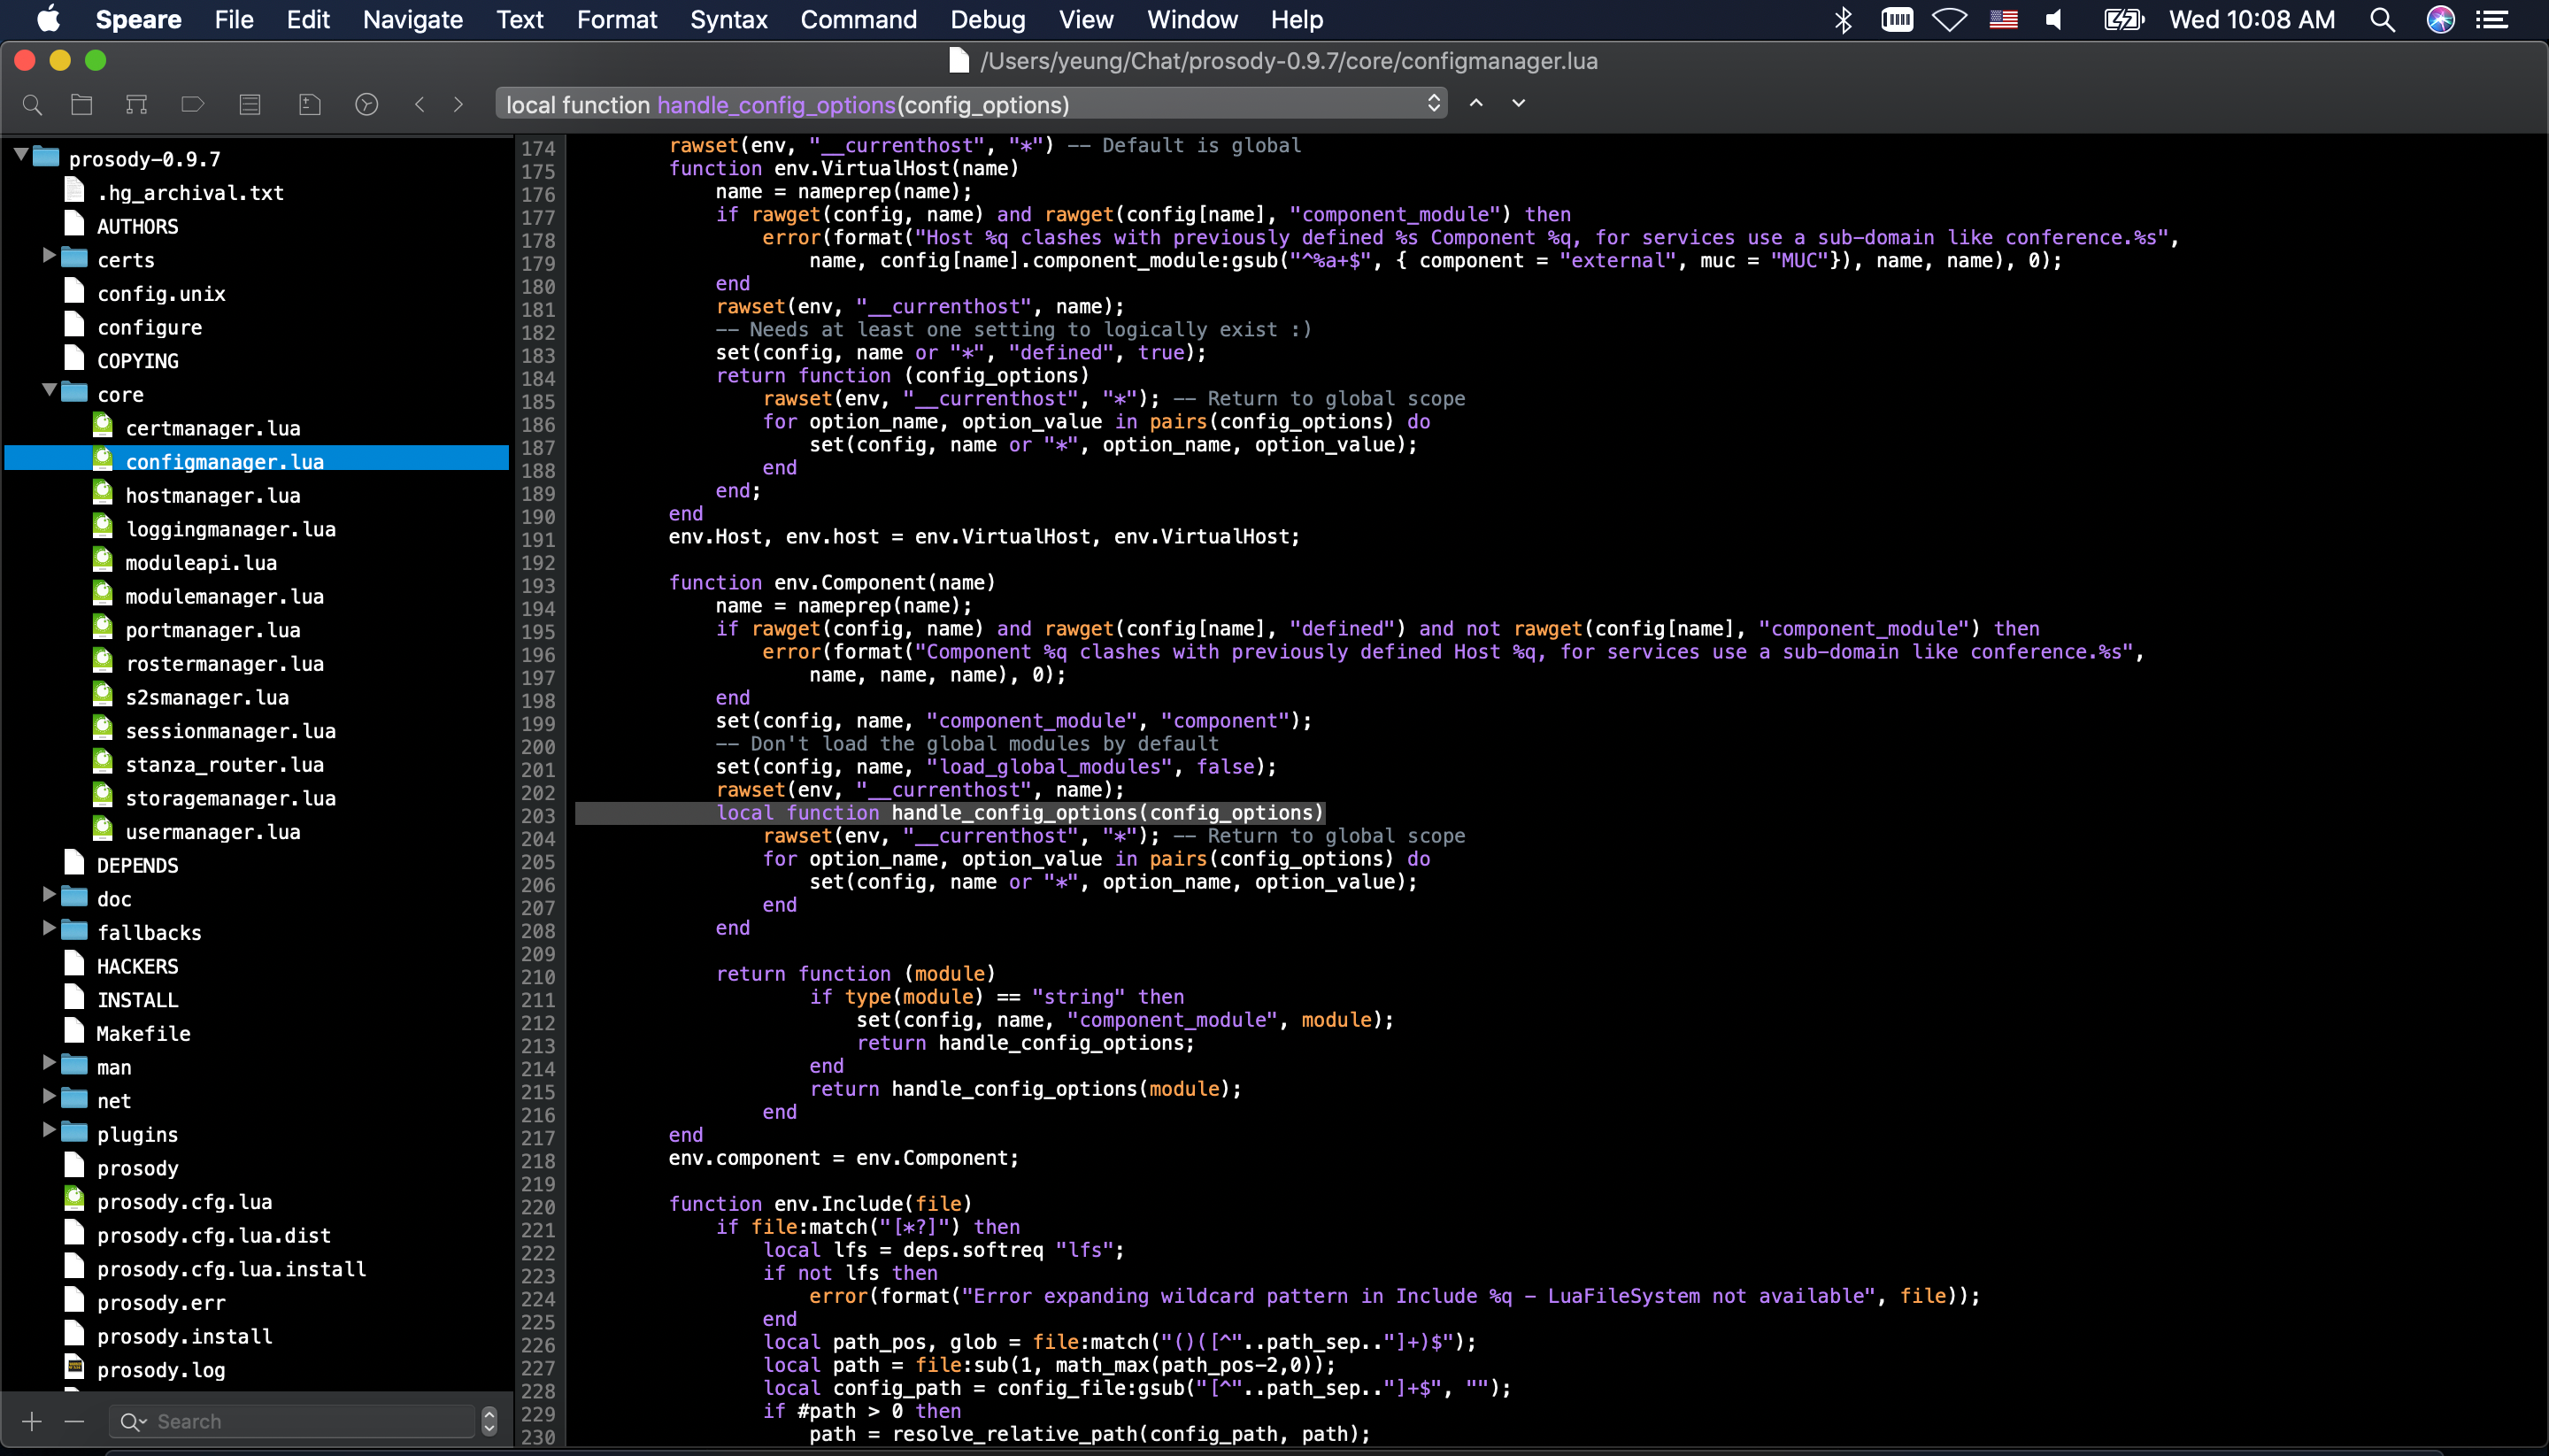 Speare File Edit Navigate Text Format Syntax Command Debug View Window Help Wed 10:08 AM
/Users/yeung/Chat/prosody-0.9.7/core/configmanager.lua
local function handle_config_options(config_options)
prosody-0.9.7
.hg_archival.txt
AUTHORS
certs
config.unix
configure
COPYING
core
certmanager.lua
configmanager.lua
hostmanager.lua
loggingmanager.lua
moduleapi.lua
modulemanager.lua
portmanager.lua
rostermanager.lua
s2smanager.lua
sessionmanager.lua
stanza_router.lua
storagemanager.lua
usermanager.lua
DEPENDS
doc
fallbacks
HACKERS
INSTALL
Makefile
man
net
plugins
prosody
prosody.cfg.lua
prosody.cfg.lua.dist
prosody.cfg.lua.install
prosody.err
prosody.install
prosody.log
Search
174 rawset(env, "__currenthost", "*") -- Default is global
175 function env.VirtualHost(name)
176 name = nameprep(name);
177 if rawget(config, name) and rawget(config[name], "component_module") then
178 error(format("Host %q clashes with previously defined %s Component %q, for services use a sub-domain like conference.%s",
179 name, config[name].component_module:gsub("^%a+$", { component = "external", muc = "MUC"}), name, name), 0);
180 end
181 rawset(env, "__currenthost", name);
182 -- Needs at least one setting to logically exist :)
183 set(config, name or "*", "defined", true);
184 return function (config_options)
185 rawset(env, "__currenthost", "*"); -- Return to global scope
186 for option_name, option_value in pairs(config_options) do
187 set(config, name or "*", option_name, option_value);
188 end
189 end;
190 end
191 env.Host, env.host = env.VirtualHost, env.VirtualHost;
192
193 function env.Component(name)
194 name = nameprep(name);
195 if rawget(config, name) and rawget(config[name], "defined") and not rawget(config[name], "component_module") then
196 error(format("Component %q clashes with previously defined Host %q, for services use a sub-domain like conference.%s",
197 name, name, name), 0);
198 end
199 set(config, name, "component_module", "component");
200 -- Don't load the global modules by default
201 set(config, name, "load_global_modules", false);
202 rawset(env, "__currenthost", name);
203 local function handle_config_options(config_options)
204 rawset(env, "__currenthost", "*"); -- Return to global scope
205 for option_name, option_value in pairs(config_options) do
206 set(config, name or "*", option_name, option_value);
207 end
208 end
209
210 return function (module)
211 if type(module) == "string" then
212 set(config, name, "component_module", module);
213 return handle_config_options;
214 end
215 return handle_config_options(module);
216 end
217 end
218 env.component = env.Component;
219
220 function env.Include(file)
221 if file:match("[*?]") then
222 local lfs = deps.softreq "lfs";
223 if not lfs then
224 error(format("Error expanding wildcard pattern in Include %q - LuaFileSystem not available", file));
225 end
226 local path_pos, glob = file:match("()([^"..path_sep.."]+)$");
227 local path = file:sub(1, math_max(path_pos-2,0));
228 local config_path = config_file:gsub("[^"..path_sep.."]+$", "");
229 if #path > 0 then
230 path = resolve_relative_path(config_path, path);